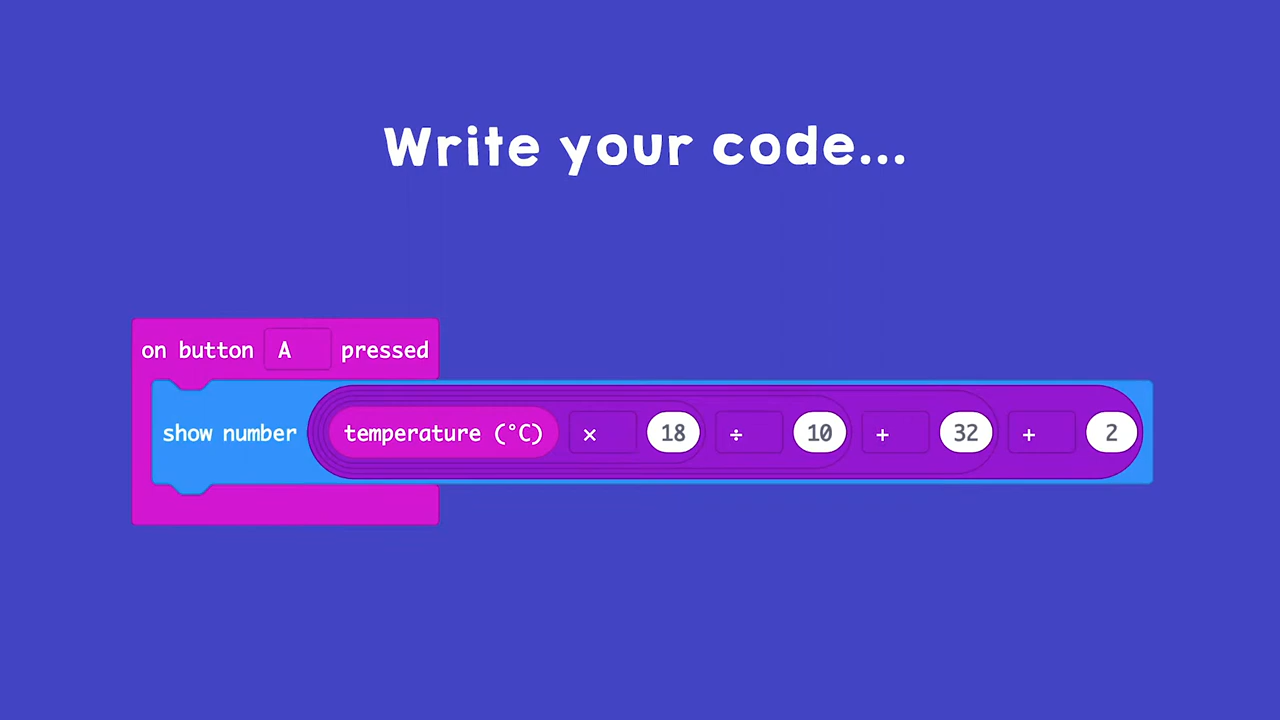 Write your code...
on button A pressed
show number temperature (°C) × 18 ÷ 10 + 32 + 2